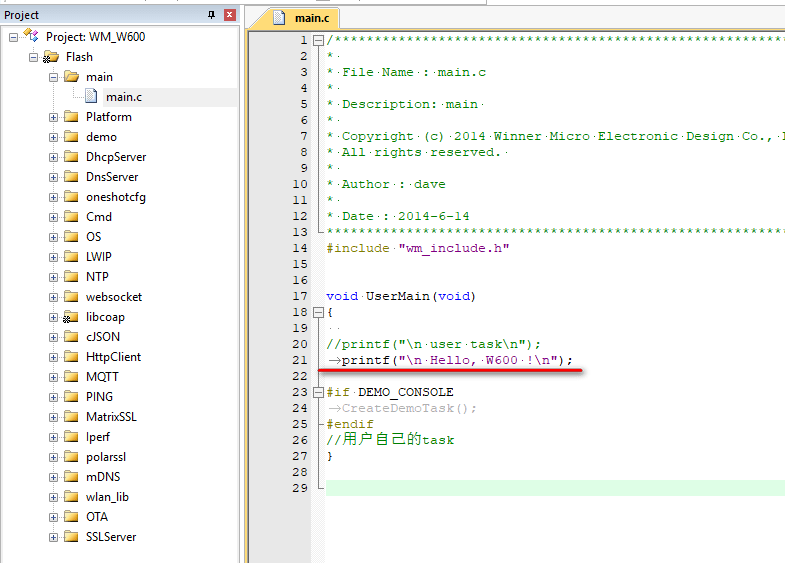 Project
Project: WM_W600
Flash
main
main.c
Platform
demo
DhcpServer
DnsServer
oneshotcfg
Cmd
OS
LWIP
NTP
websocket
libcoap
cJSON
HttpClient
MQTT
PING
MatrixSSL
Iperf
polarssl
mDNS
wlan_lib
OTA
SSLServer
main.c
1 /*********************************************************
2 *
3 * File Name : main.c
4 *
5 * Description: main
6 *
7 * Copyright (c) 2014 Winner Micro Electronic Design Co.,
8 * All rights reserved.
9 *
10 * Author : dave
11 *
12 * Date : 2014-6-14
13 *********************************************************
14 #include "wm_include.h"
15
16
17 void UserMain(void)
18 {
19
20 //printf("\n user task\n");
21 printf("\n Hello, W600 !\n");
22
23 #if DEMO_CONSOLE
24 CreateDemoTask();
25 #endif
26 //用户自己的task
27 }
28
29